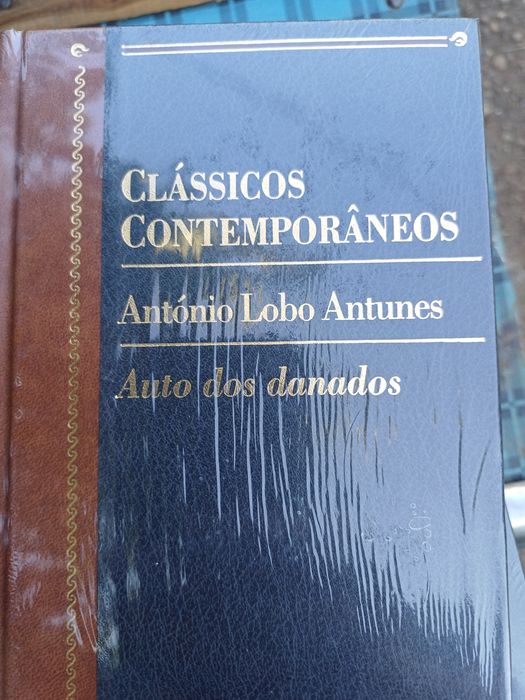 CLÁSSICOS
CONTEMPORÂNEOS
António Lobo Antunes
Auto dos danados